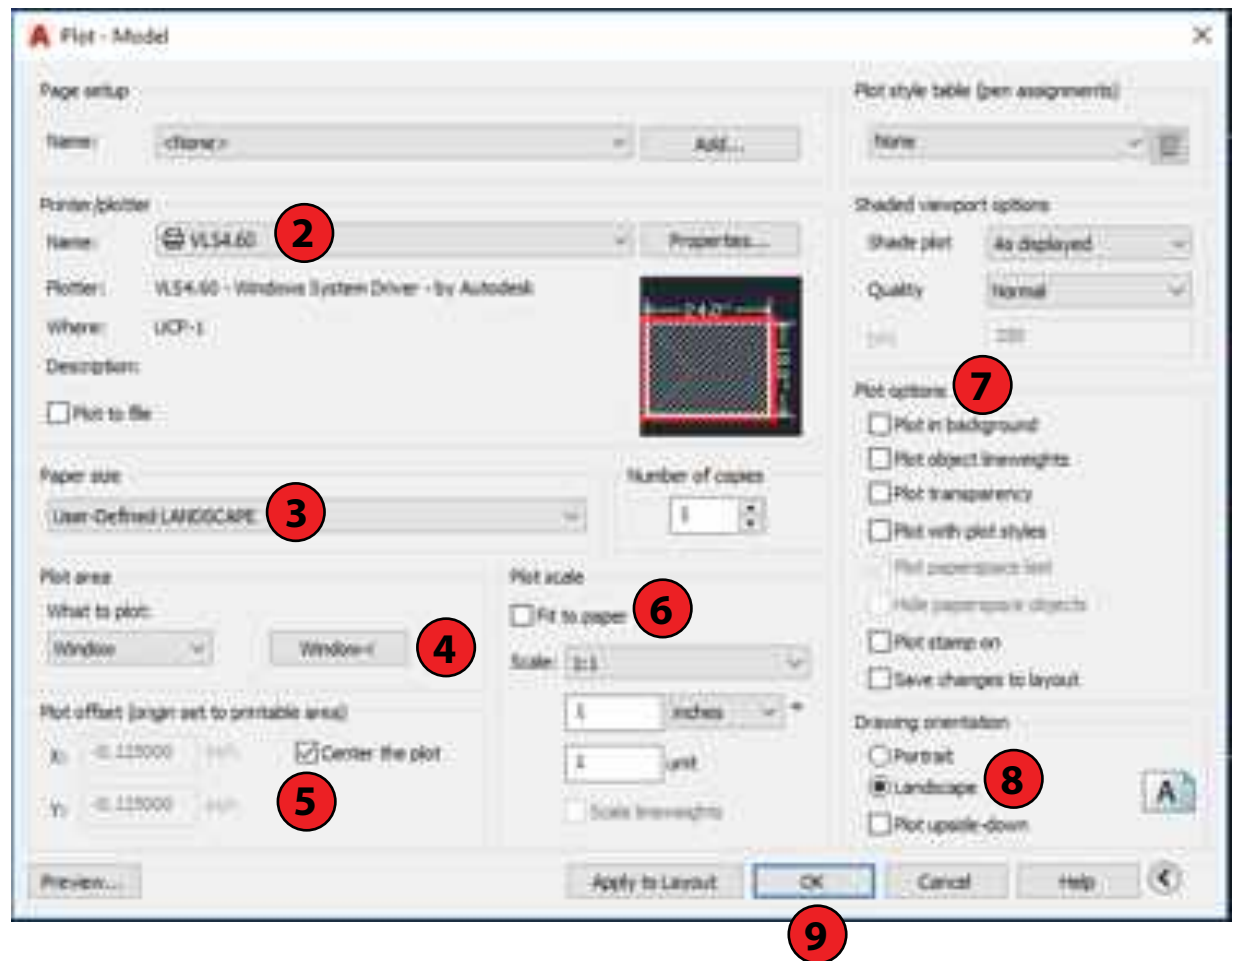 Plot - Model
Page setup
Name: <None> Add...
Plot style table (pen assignments)
None
Printer/plotter
Name: VLS4.60 2 Properties...
Plotter: VLS4.60 - Windows System Driver - by Autodesk
Where: UCP-1
Description:
Plot to file
Shaded viewport options
Shade plot As displayed
Quality Normal
Paper size
User-Defined LANDSCAPE 3
Number of copies
1
Plot options 7
Plot in background
Plot object lineweights
Plot transparency
Plot with plot styles
Plot paperspace last
Hide paperspace objects
Plot stamp on
Save changes to layout
Plot area
What to plot:
Window Window< 4
Plot scale
Fit to paper 6
Scale: 1:1
1 inches =
1 unit
Scale lineweights
Plot offset (origin set to printable area)
X: -0.125000 Center the plot
Y: -0.125000 5
Drawing orientation
Portrait
Landscape 8
Plot upside-down
A
Preview... Apply to Layout OK Cancel Help
9